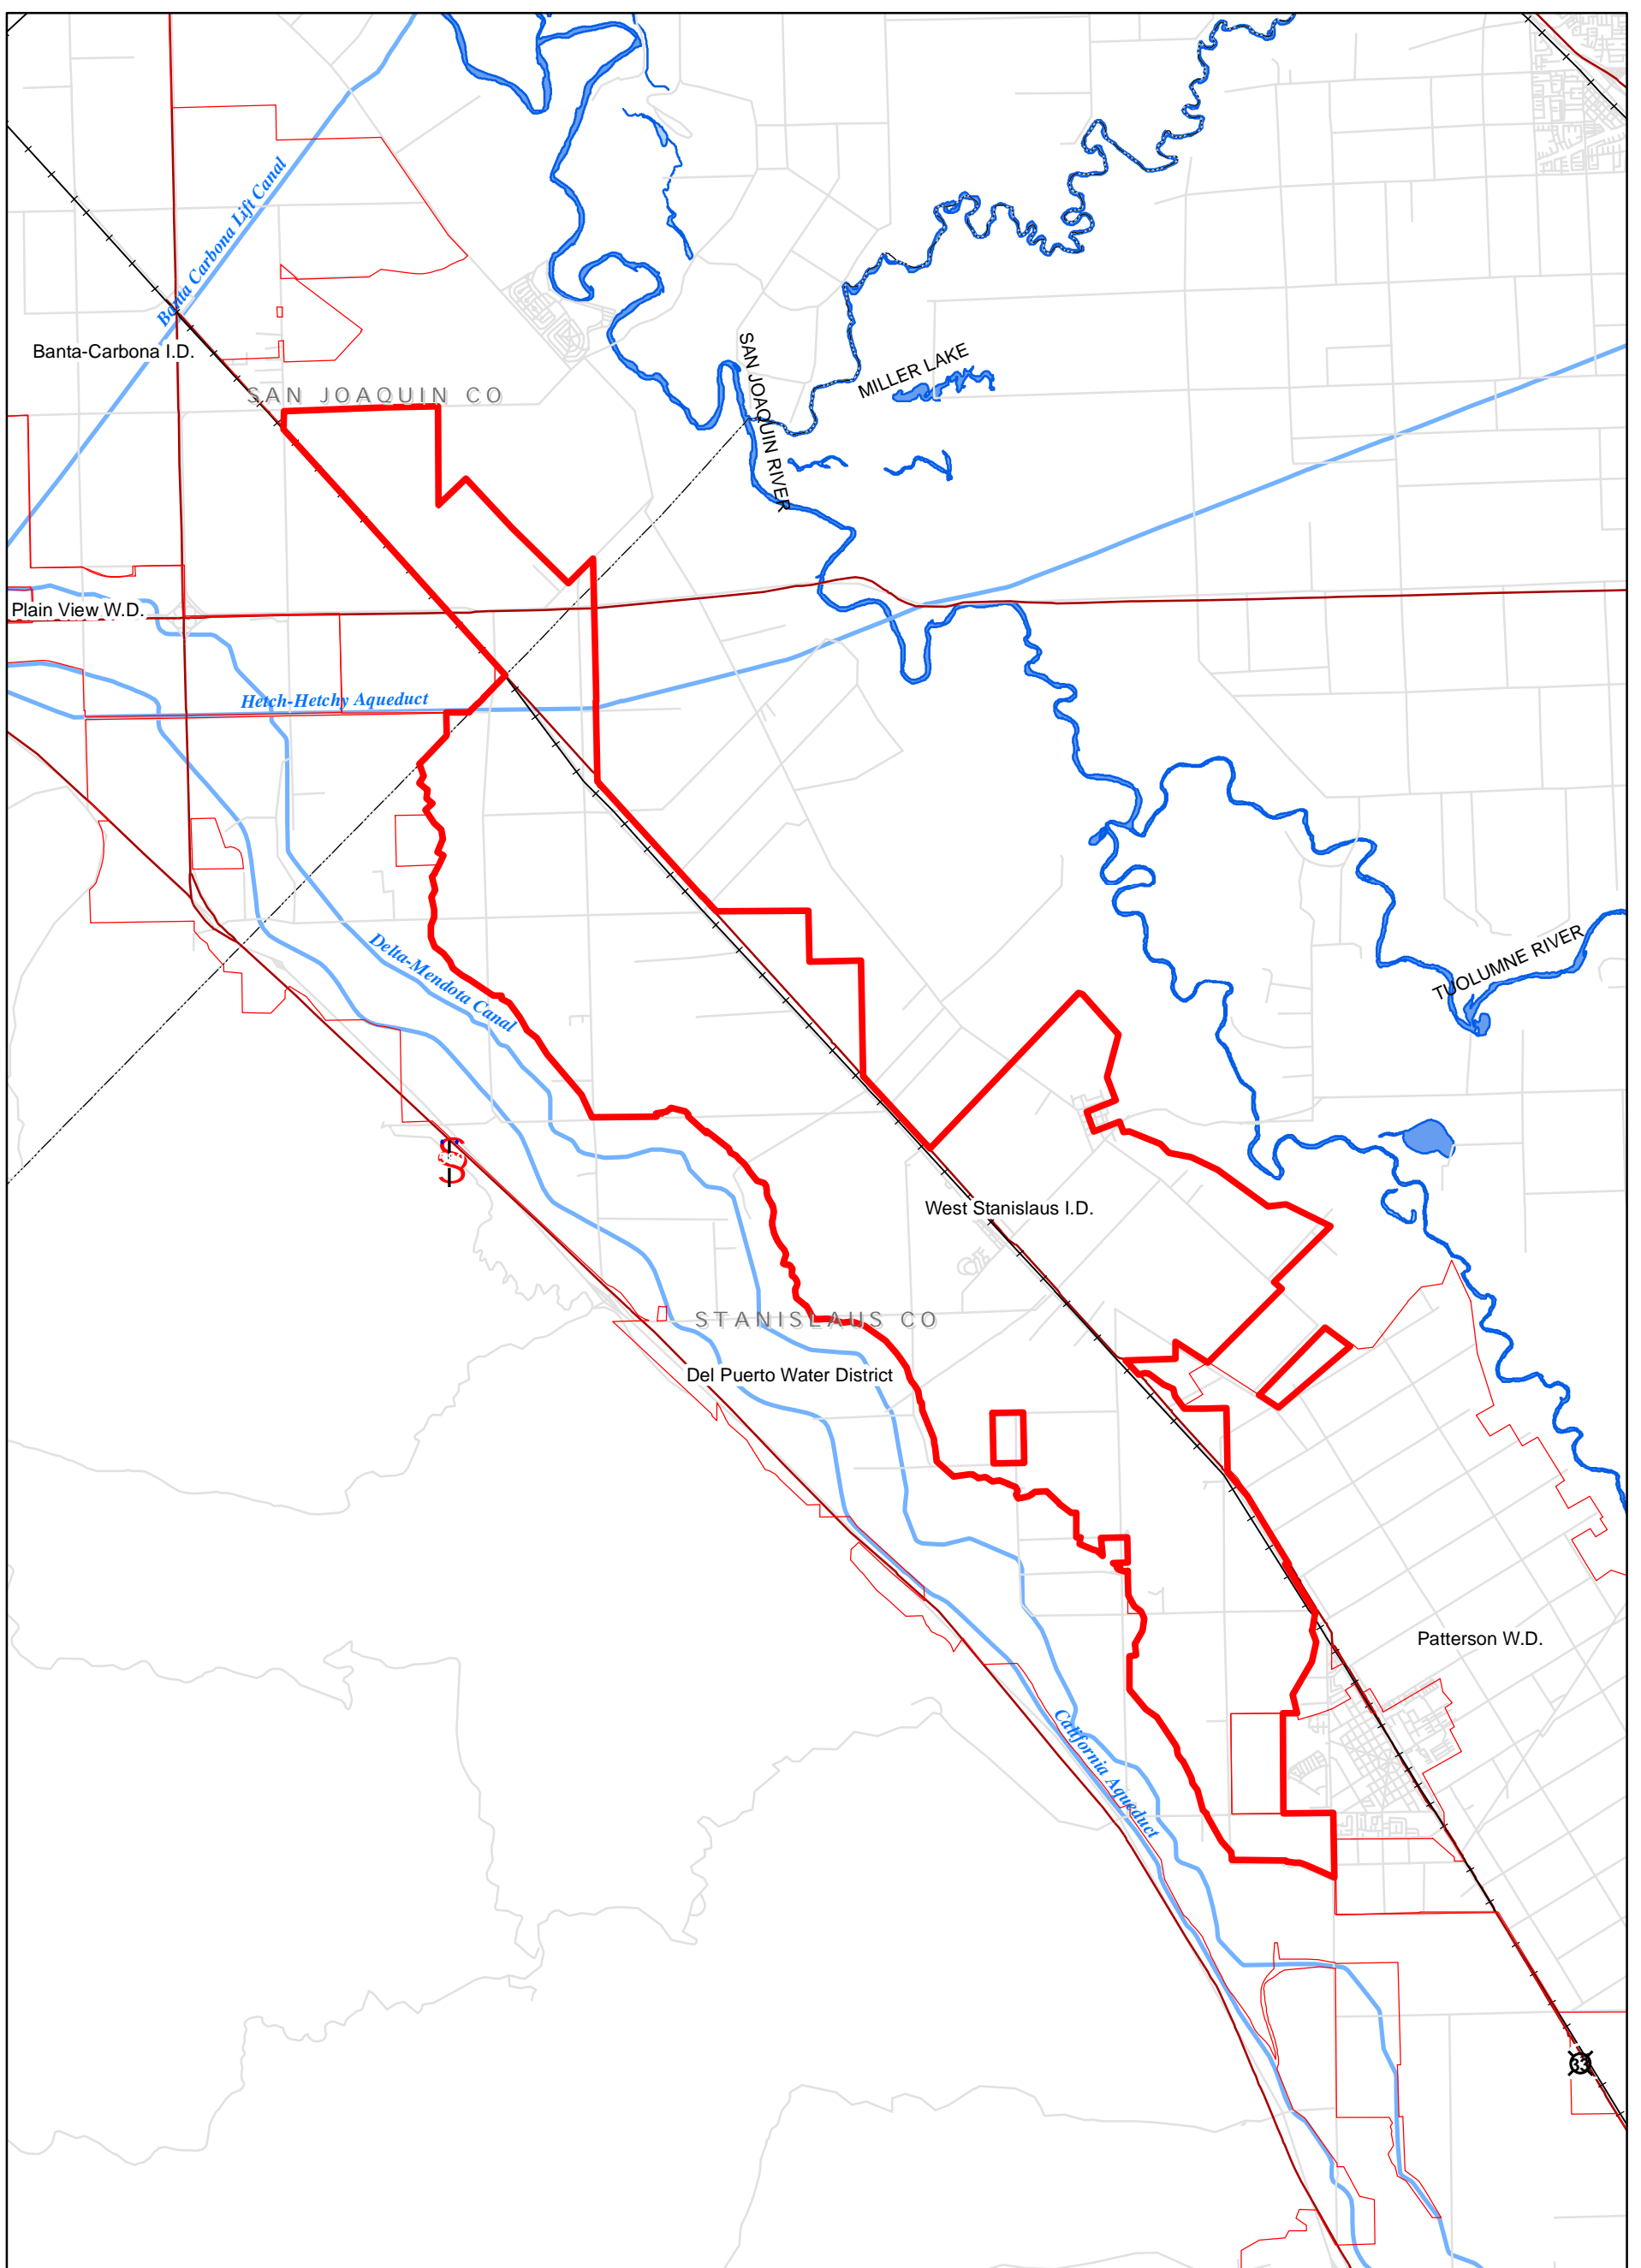 Banta Carbona Lift Canal
Banta-Carbona I.D.
SAN JOAQUIN CO
SAN JOAQUIN RIVER
MILLER LAKE
Plain View W.D.
Hetch-Hetchy Aqueduct
Delta-Mendota Canal
TUOLUMNE RIVER
West Stanislaus I.D.
STANISLAUS CO
Del Puerto Water District
Patterson W.D.
California Aqueduct
33